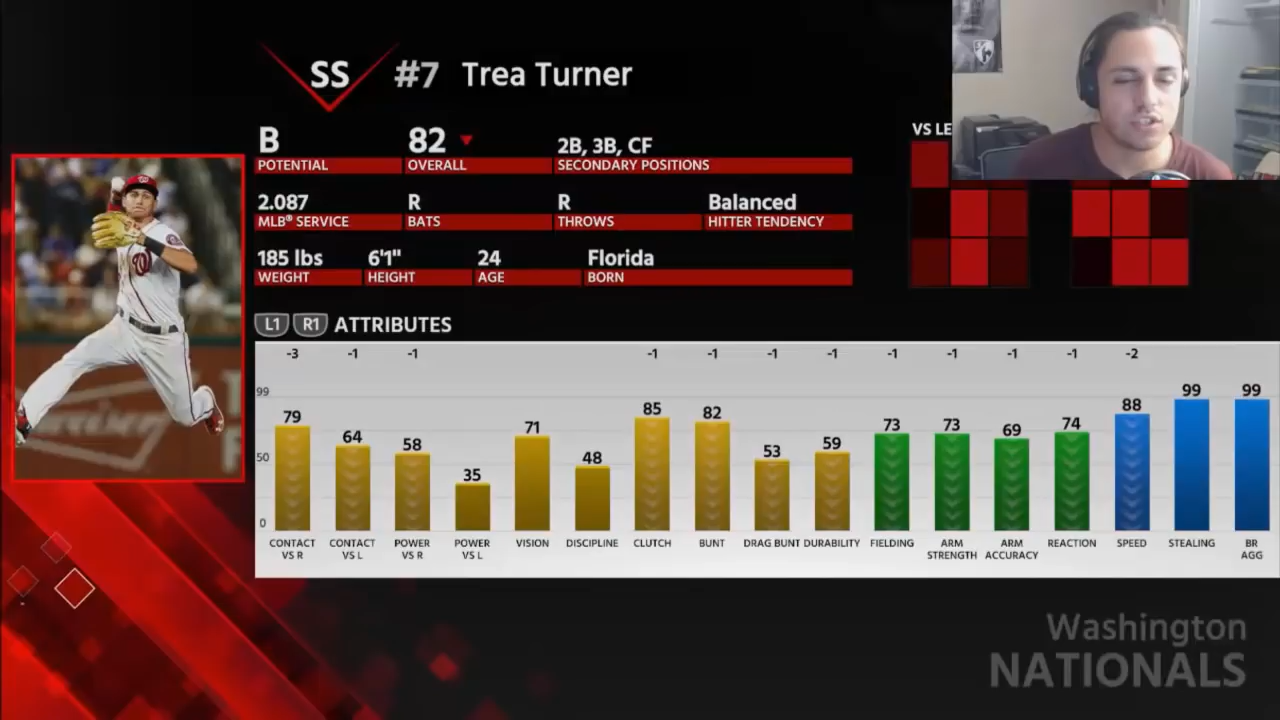 SS #7 Trea Turner
B 82 2B, 3B, CF
POTENTIAL OVERALL SECONDARY POSITIONS
2.087 R R Balanced
MLB® SERVICE BATS THROWS HITTER TENDENCY
185 lbs 6'1" 24 Florida
WEIGHT HEIGHT AGE BORN
VS LE
L1 R1 ATTRIBUTES
-3 -1 -1 -1 -1 -1 -1 -1 -1 -1 -1 -2
99
50
0
79 64 58 35 71 48 85 82 53 59 73 73 69 74 88 99 99
CONTACT VS R
CONTACT VS L
POWER VS R
POWER VS L
VISION
DISCIPLINE
CLUTCH
BUNT
DRAG BUNT
DURABILITY
FIELDING
ARM STRENGTH
ARM ACCURACY
REACTION
SPEED
STEALING
BR AGG
Washington
NATIONALS